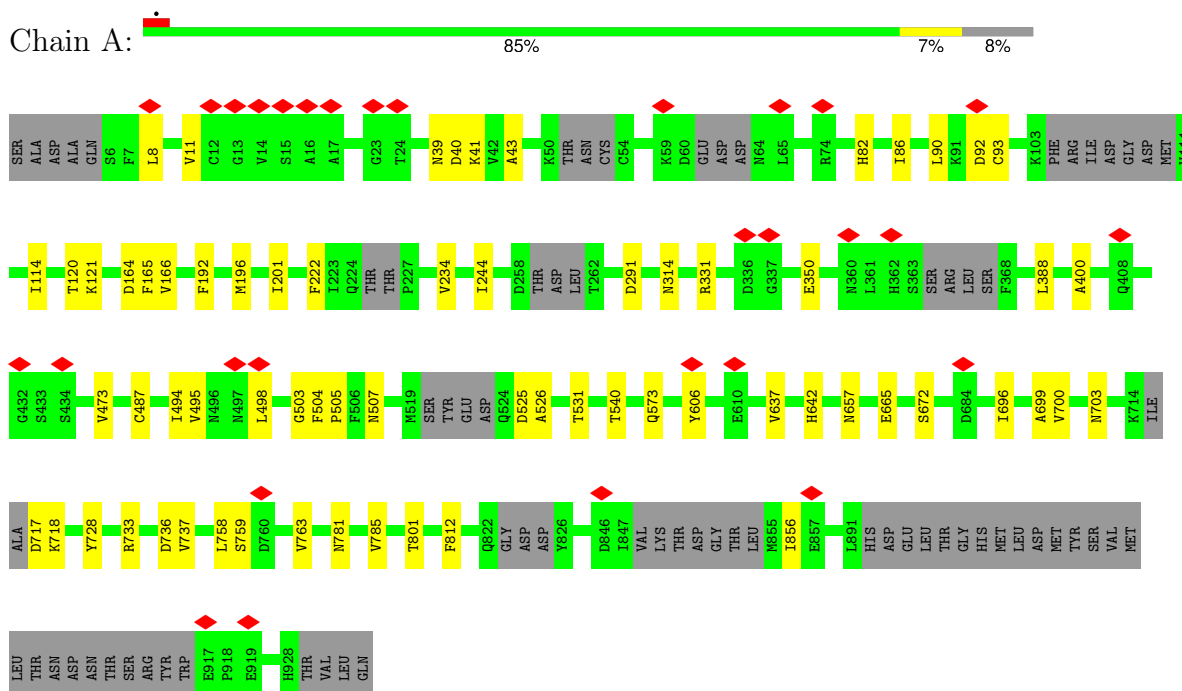 Chain A:
85% 7% 8%
SER ALA ASP ALA GLN S6 F7 L8 V11 C12 G13 V14 S15 A16 A17 G23 T24 N39 D40 K41 V42 A43 K50 THR ASN CYS C54 K59 D60 GLU ASP ASP N64 L65 R74 H82 I86 L90 K91 D92 C93 K103 PHE ARG ILE ASP GLY ASP MET
I114 T120 K121 D164 F165 V166 F192 M196 I201 F222 I223 Q224 THR THR P227 V234 I244 D258 THR ASP LEU T262 D291 N314 R331 D336 G337 E350 N360 L361 H362 S363 SER ARG LEU SER F368 L388 A400 Q408
G432 S433 S434 V473 C487 I494 V495 N496 N497 L498 G503 F504 P505 F506 N507 M519 SER TYR GLU ASP Q524 D525 A526 T531 T540 Q573 Y606 E610 V637 H642 N657 E665 S672 D684 I696 A699 V700 N703 K714 ILE
ALA D717 K718 Y728 R733 D736 V737 L758 S759 D760 V763 N781 V785 T801 F812 Q822 GLY ASP ASP Y826 D846 I847 VAL LYS THR ASP GLY THR LEU M855 I856 E857 L891 HIS ASP GLU LEU THR GLY HIS MET LEU ASP MET TYR SER VAL MET
LEU THR ASN ASP ASN THR SER ARG TYR TRP E917 P918 E919 H928 THR VAL LEU GLN